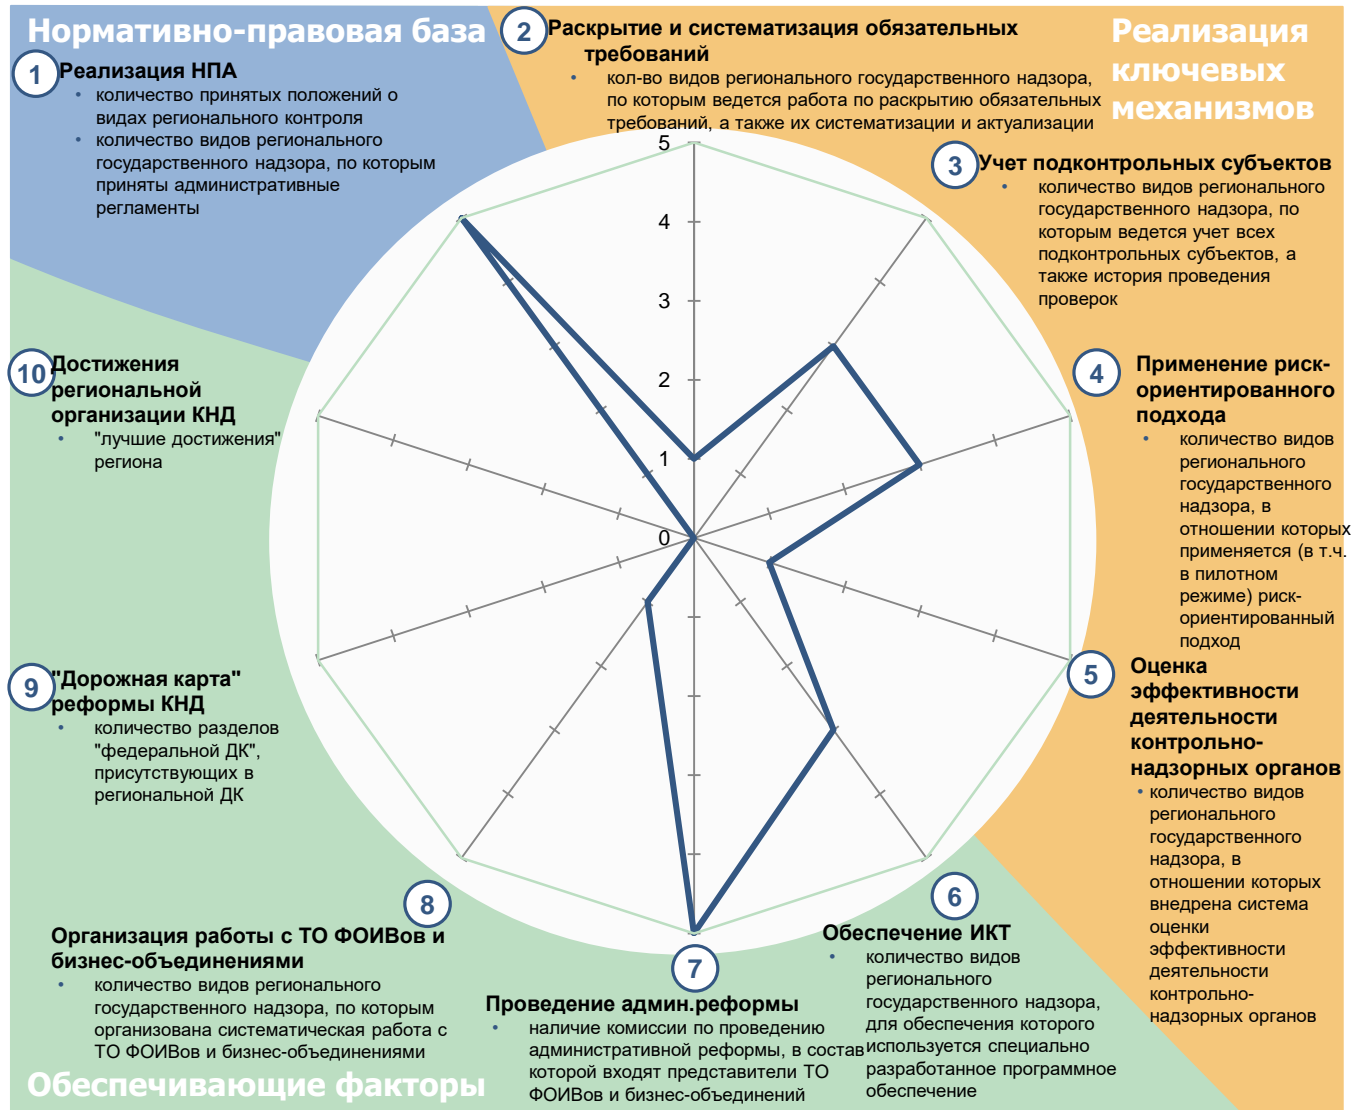 Нормативно-правовая база
1
Реализация НПА
• количество принятых положений о
видах регионального контроля
• количество видов регионального
государственного надзора, по которым
приняты административные
регламенты
2
Раскрытие и систематизация обязательных
требований
• кол-во видов регионального государственного надзора,
по которым ведется работа по раскрытию обязательных
требований, а также их систематизации и актуализации
Реализация
ключевых
механизмов
3
Учет подконтрольных субъектов
• количество видов регионального
государственного надзора, по
которым ведется учет всех
подконтрольных субъектов, а
также история проведения
проверок
4
Применение риск-
ориентированного
подхода
• количество видов
регионального
государственного
надзора, в
отношении которых
применяется (в т.ч.
в пилотном
режиме) риск-
ориентированный
подход
5
Оценка
эффективности
деятельности
контрольно-
надзорных органов
• количество видов
регионального
государственного
надзора, в
отношении которых
внедрена система
оценки
эффективности
деятельности
контрольно-
надзорных органов
6
Обеспечение ИКТ
• количество видов
регионального
государственного надзора,
для обеспечения которого
используется специально
разработанное программное
обеспечение
7
Проведение админ.реформы
• наличие комиссии по проведению
административной реформы, в состав
которой входят представители ТО
ФОИВов и бизнес-объединений
8
Организация работы с ТО ФОИВов и
бизнес-объединениями
• количество видов регионального
государственного надзора, по которым
организована систематическая работа с
ТО ФОИВов и бизнес-объединениями
9
"Дорожная карта"
реформы КНД
• количество разделов
"федеральной ДК",
присутствующих в
региональной ДК
10
Достижения
региональной
организации КНД
• "лучшие достижения"
региона
Обеспечивающие факторы
5
4
3
2
1
0